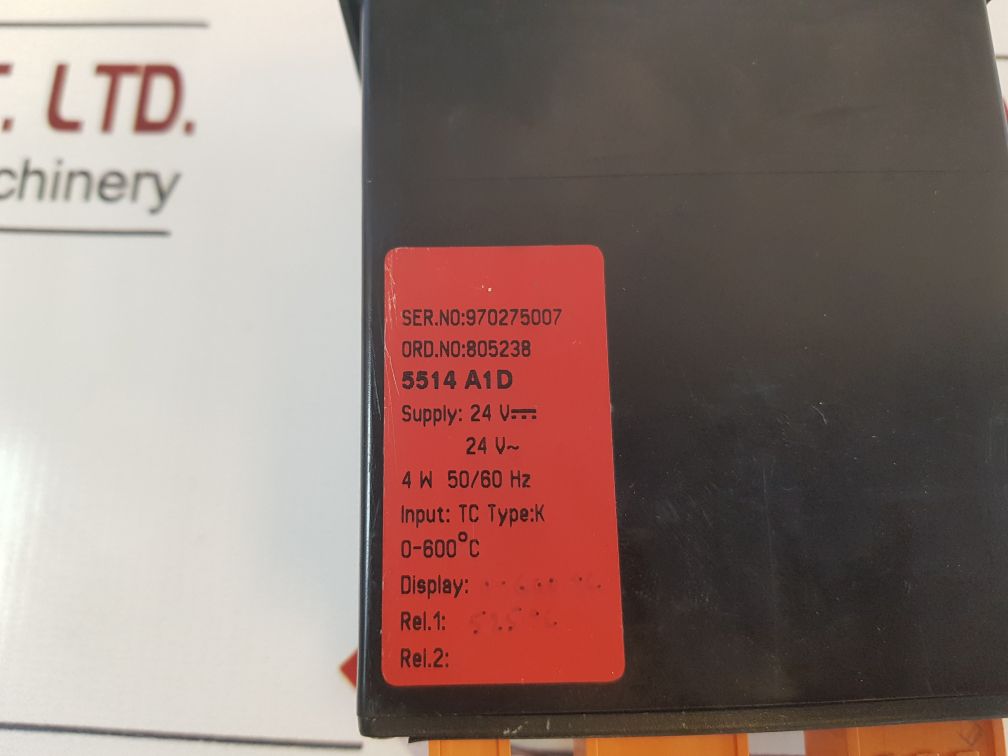 . LTD.
chinery
SER.NO:970275007
ORD.NO:805238
5514 A1D
Supply: 24 V⎓
24 V~
4 W 50/60 Hz
Input: TC Type:K
0-600°C
Display:
Rel.1:
Rel.2: